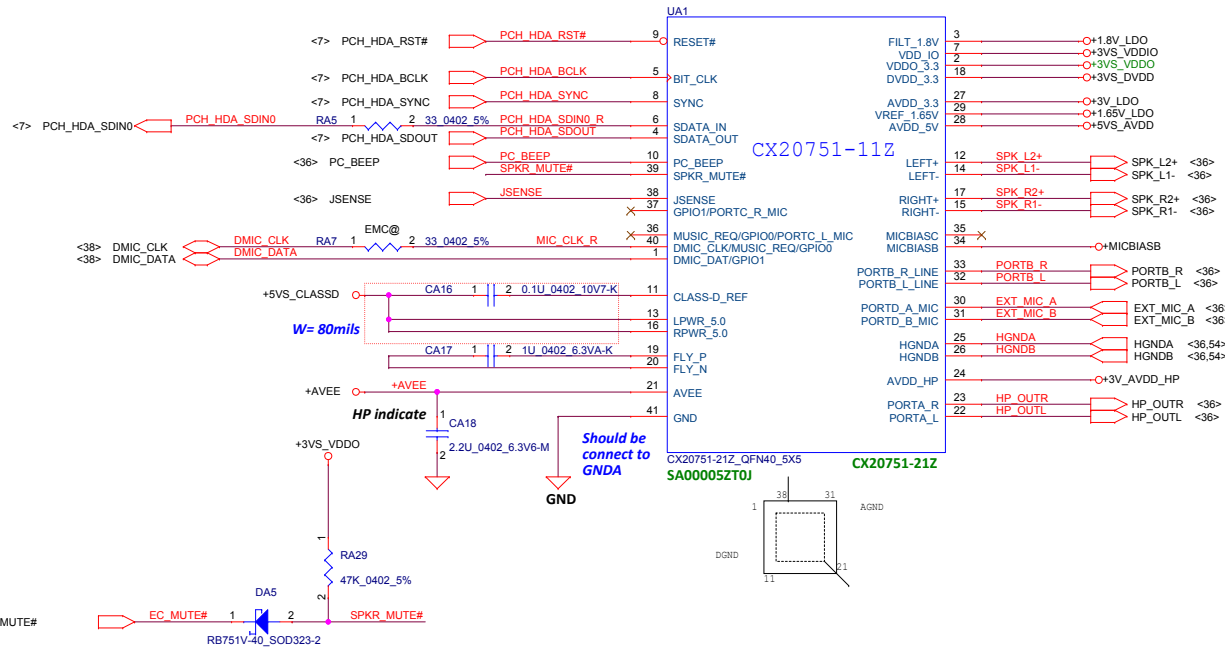 UA1
<7> PCH_HDA_RST# PCH_HDA_RST# 9 RESET# FILT_1.8V 3 +1.8V_LDO
VDD_IO 7 +3VS_VDDIO
VDDO_3.3 2 +3VS_VDDO
<7> PCH_HDA_BCLK PCH_HDA_BCLK 5 BIT_CLK DVDD_3.3 18 +3VS_DVDD
<7> PCH_HDA_SYNC PCH_HDA_SYNC 8 SYNC AVDD_3.3 27 +3V_LDO
VREF_1.65V 29 +1.65V_LDO
<7> PCH_HDA_SDIN0 PCH_HDA_SDIN0 RA5 1 2 33_0402_5% PCH_HDA_SDIN0_R 6 SDATA_IN AVDD_5V 28 +5VS_AVDD
<7> PCH_HDA_SDOUT PCH_HDA_SDOUT 4 SDATA_OUT
CX20751-11Z
<36> PC_BEEP PC_BEEP 10 PC_BEEP LEFT+ 12 SPK_L2+ SPK_L2+ <36>
SPKR_MUTE# 39 SPKR_MUTE# LEFT- 14 SPK_L1- SPK_L1- <36>
<36> JSENSE JSENSE 38 JSENSE RIGHT+ 17 SPK_R2+ SPK_R2+ <36>
37 GPIO1/PORTC_R_MIC RIGHT- 15 SPK_R1- SPK_R1- <36>
EMC@
36 MUSIC_REQ/GPIO0/PORTC_L_MIC MICBIASC 35
<38> DMIC_CLK DMIC_CLK RA7 1 2 33_0402_5% MIC_CLK_R 40 DMIC_CLK/MUSIC_REQ/GPIO0 MICBIASB 34 +MICBIASB
<38> DMIC_DATA DMIC_DATA 1 DMIC_DAT/GPIO1
PORTB_R_LINE 33 PORTB_R PORTB_R <36>
PORTB_L_LINE 32 PORTB_L PORTB_L <36>
+5VS_CLASSD CA16 1 2 0.1U_0402_10V7-K 11 CLASS-D_REF
PORTD_A_MIC 30 EXT_MIC_A EXT_MIC_A <36
W= 80mils 13 LPWR_5.0 PORTD_B_MIC 31 EXT_MIC_B EXT_MIC_B <36
16 RPWR_5.0
HGNDA 25 HGNDA HGNDA <36,54>
CA17 1 2 1U_0402_6.3VA-K 19 FLY_P HGNDB 26 HGNDB HGNDB <36,54>
20 FLY_N
AVDD_HP 24 +3V_AVDD_HP
+AVEE +AVEE 21 AVEE
PORTA_R 23 HP_OUTR HP_OUTR <36>
HP indicate 1 41 GND PORTA_L 22 HP_OUTL HP_OUTL <36>
CA18
2 2.2U_0402_6.3V6-M
Should be
connect to
GNDA
GND
CX20751-21Z_QFN40_5X5 CX20751-21Z
SA00005ZT0J
1 38 31 AGND
DGND
11 21
+3VS_VDDO
1
RA29
47K_0402_5%
2
DA5
MUTE# EC_MUTE# 1 2 SPKR_MUTE#
RB751V-40_SOD323-2